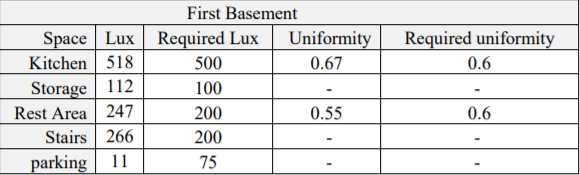 First Basement
Space Lux Required Lux Uniformity Required uniformity
Kitchen 518 500 0.67 0.6
Storage 112 100 - -
Rest Area 247 200 0.55 0.6
Stairs 266 200 - -
parking 11 75 - -